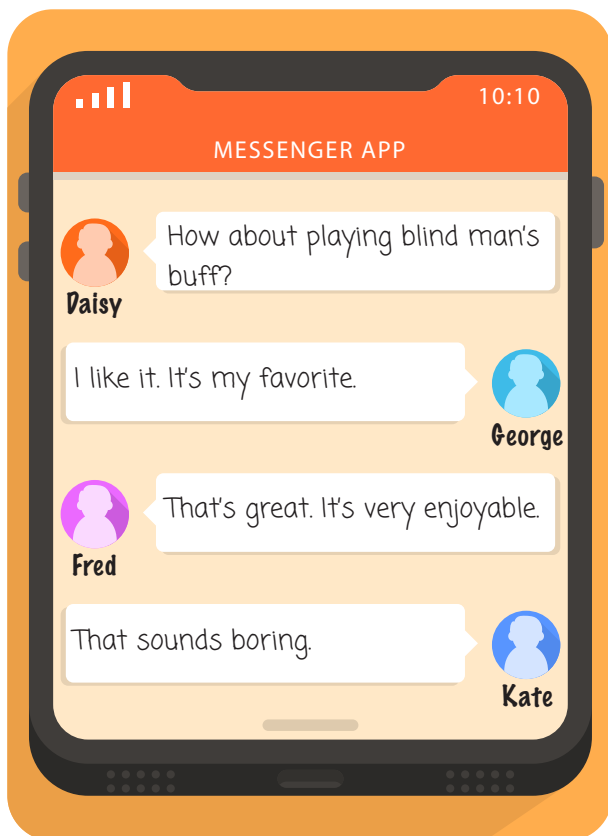 10:10
MESSENGER APP
How about playing blind man's
buff?
Daisy
I like it. It's my favorite.
George
That's great. It's very enjoyable.
Fred
That sounds boring.
Kate